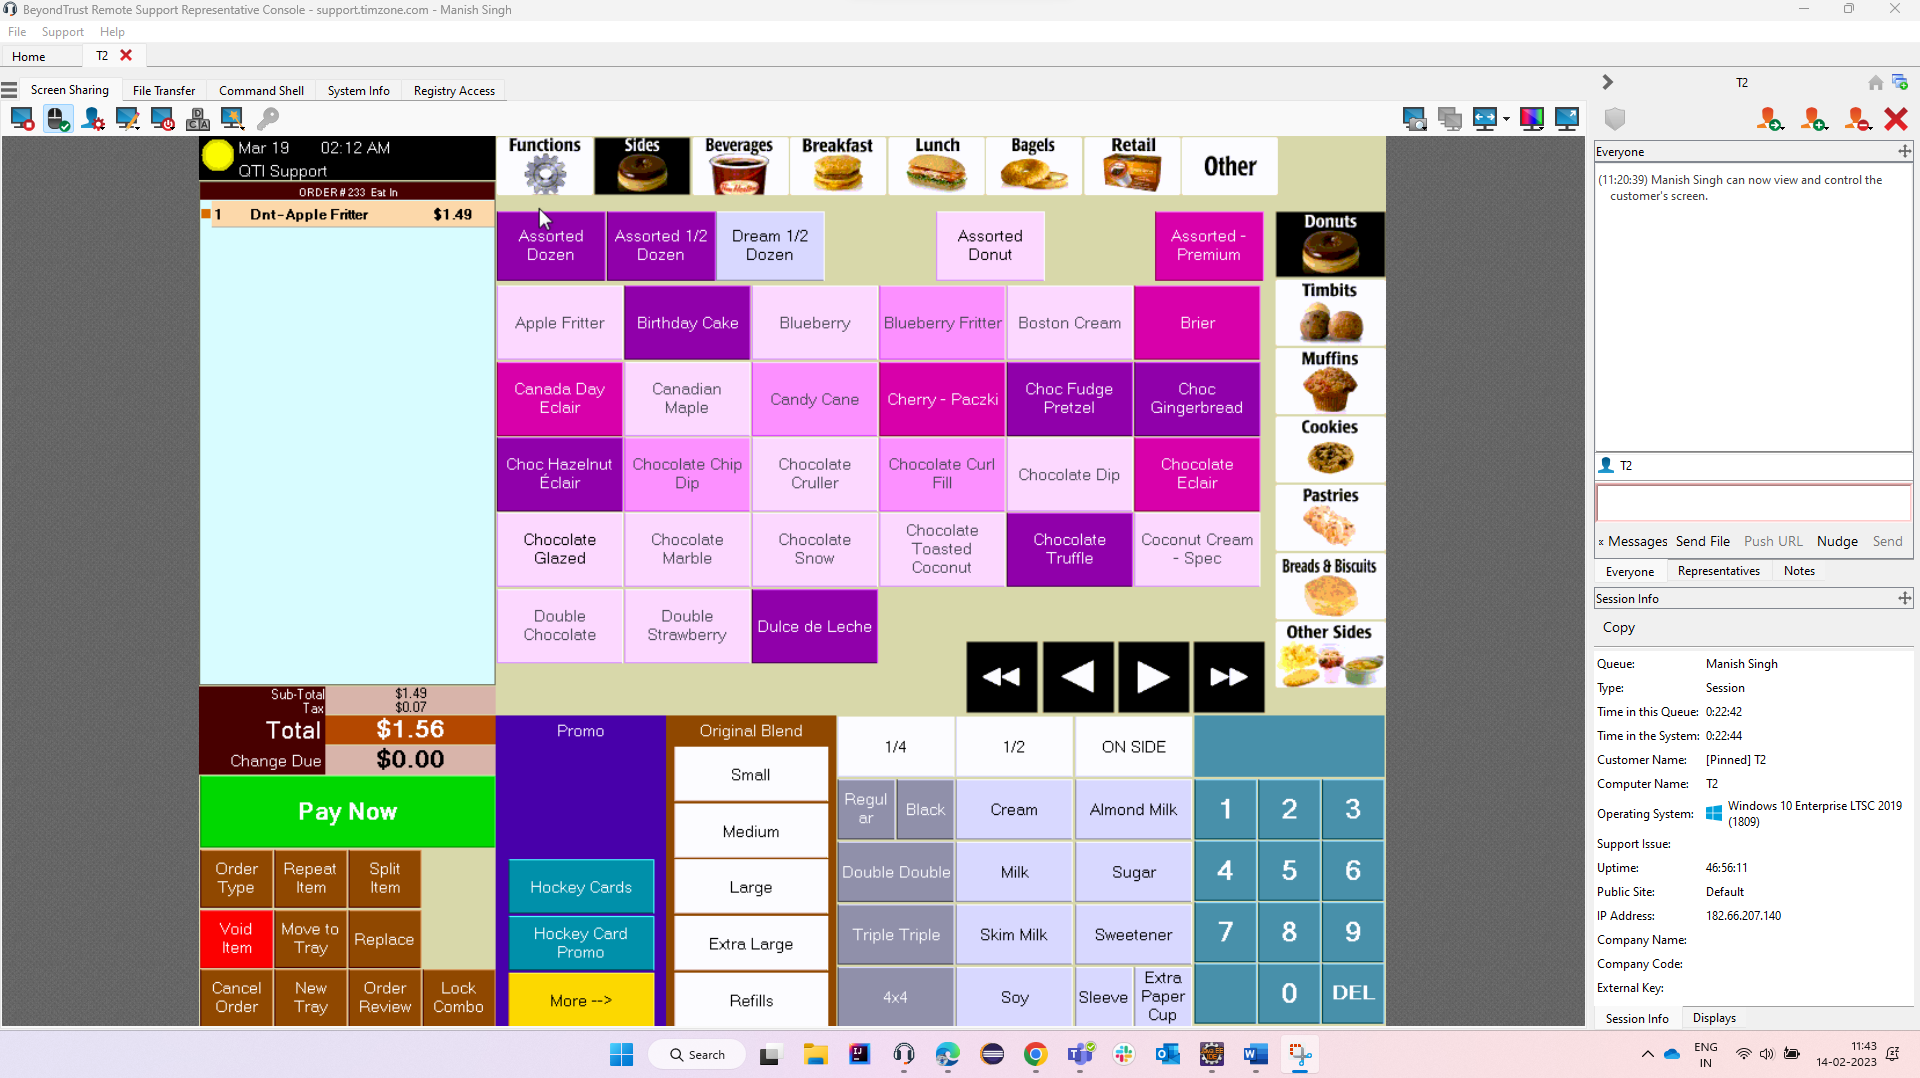 BeyondTrust Remote Support Representative Console - support.timzone.com - Manish Singh
File Support Help
Home T2
Screen Sharing File Transfer Command Shell System Info Registry Access
T2
Mar 19 02:12 AM
QTI Support
ORDER # 233 Eat In
1 Dnt-Apple Fritter $1.49
Sub-Total $1.49
Tax $0.07
Total $1.56
Change Due $0.00
Pay Now
Order Type
Repeat Item
Split Item
Void Item
Move to Tray
Replace
Cancel Order
New Tray
Order Review
Lock Combo
Functions
Sides
Beverages
Breakfast
Lunch
Bagels
Retail
Other
Assorted Dozen
Assorted 1/2 Dozen
Dream 1/2 Dozen
Assorted Donut
Assorted - Premium
Apple Fritter
Birthday Cake
Blueberry
Blueberry Fritter
Boston Cream
Brier
Canada Day Eclair
Canadian Maple
Candy Cane
Cherry - Paczki
Choc Fudge Pretzel
Choc Gingerbread
Choc Hazelnut Éclair
Chocolate Chip Dip
Chocolate Cruller
Chocolate Curl Fill
Chocolate Dip
Chocolate Eclair
Chocolate Glazed
Chocolate Marble
Chocolate Snow
Chocolate Toasted Coconut
Chocolate Truffle
Coconut Cream - Spec
Double Chocolate
Double Strawberry
Dulce de Leche
Donuts
Timbits
Muffins
Cookies
Pastries
Breads & Biscuits
Other Sides
Promo
Hockey Cards
Hockey Card Promo
More -->
Original Blend
Small
Medium
Large
Extra Large
Refills
1/4
1/2
ON SIDE
Regul ar
Black
Cream
Almond Milk
Double Double
Milk
Sugar
Triple Triple
Skim Milk
Sweetener
4x4
Soy
Sleeve
Extra Paper Cup
1 2 3
4 5 6
7 8 9
0 DEL
Everyone
(11:20:39) Manish Singh can now view and control the
customer's screen.
T2
Messages Send File Push URL Nudge Send
Everyone Representatives Notes
Session Info
Copy
Queue: Manish Singh
Type: Session
Time in this Queue: 0:22:42
Time in the System: 0:22:44
Customer Name: [Pinned] T2
Computer Name: T2
Operating System: Windows 10 Enterprise LTSC 2019
(1809)
Support Issue:
Uptime: 46:56:11
Public Site: Default
IP Address: 182.66.207.140
Company Name:
Company Code:
External Key:
Session Info Displays
Search
ENG
IN
11:43
14-02-2023